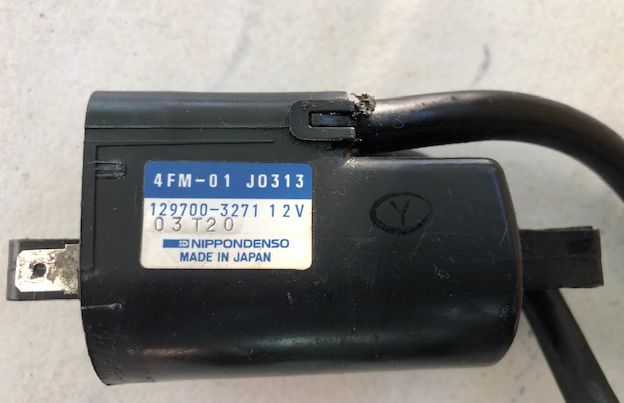 4FM-01 J0313
129700-3271 12V
03T20
NIPPONDENSO
MADE IN JAPAN
Y